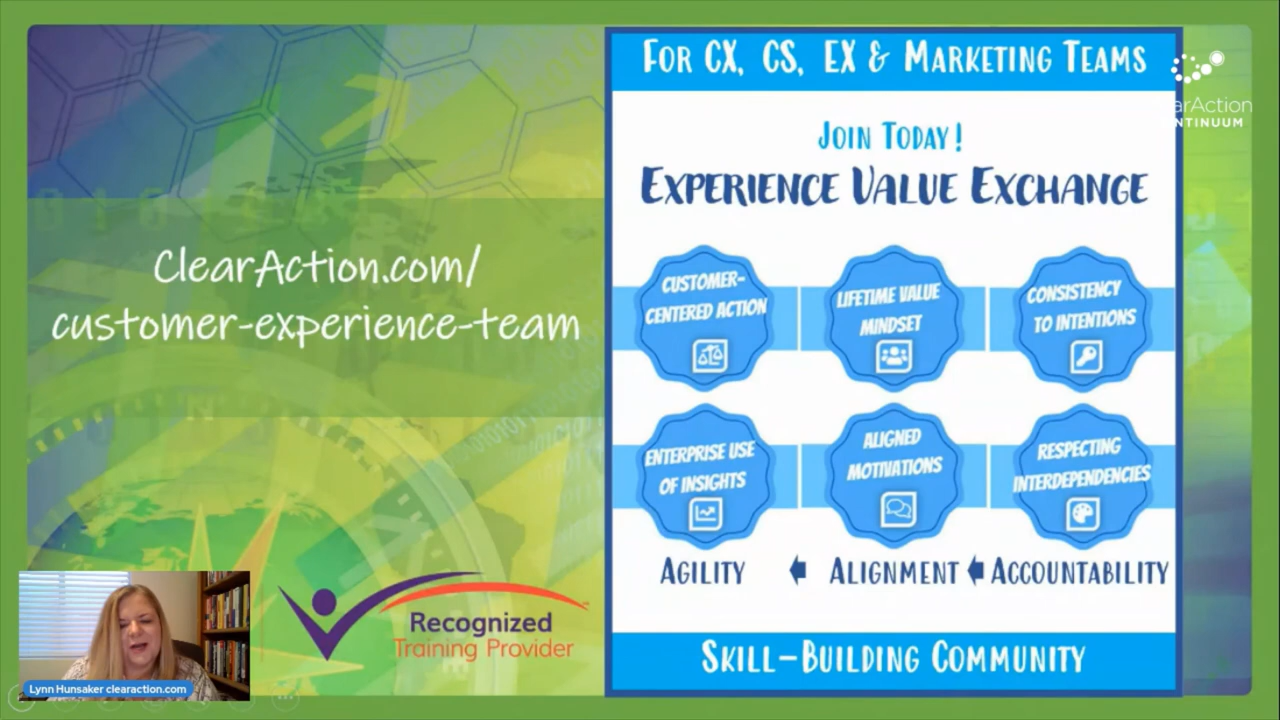 ClearAction.com/
customer-experience-team
Recognized
Training Provider
Lynn Hunsaker clearaction.com
FOR CX, CS, EX & MARKETING TEAMS
JOIN TODAY!
EXPERIENCE VALUE EXCHANGE
CUSTOMER-
CENTERED ACTION
LIFETIME VALUE
MINDSET
CONSISTENCY
TO INTENTIONS
ENTERPRISE USE
OF INSIGHTS
ALIGNED
MOTIVATIONS
RESPECTING
INTERDEPENDENCIES
AGILITY ALIGNMENT ACCOUNTABILITY
SKILL-BUILDING COMMUNITY